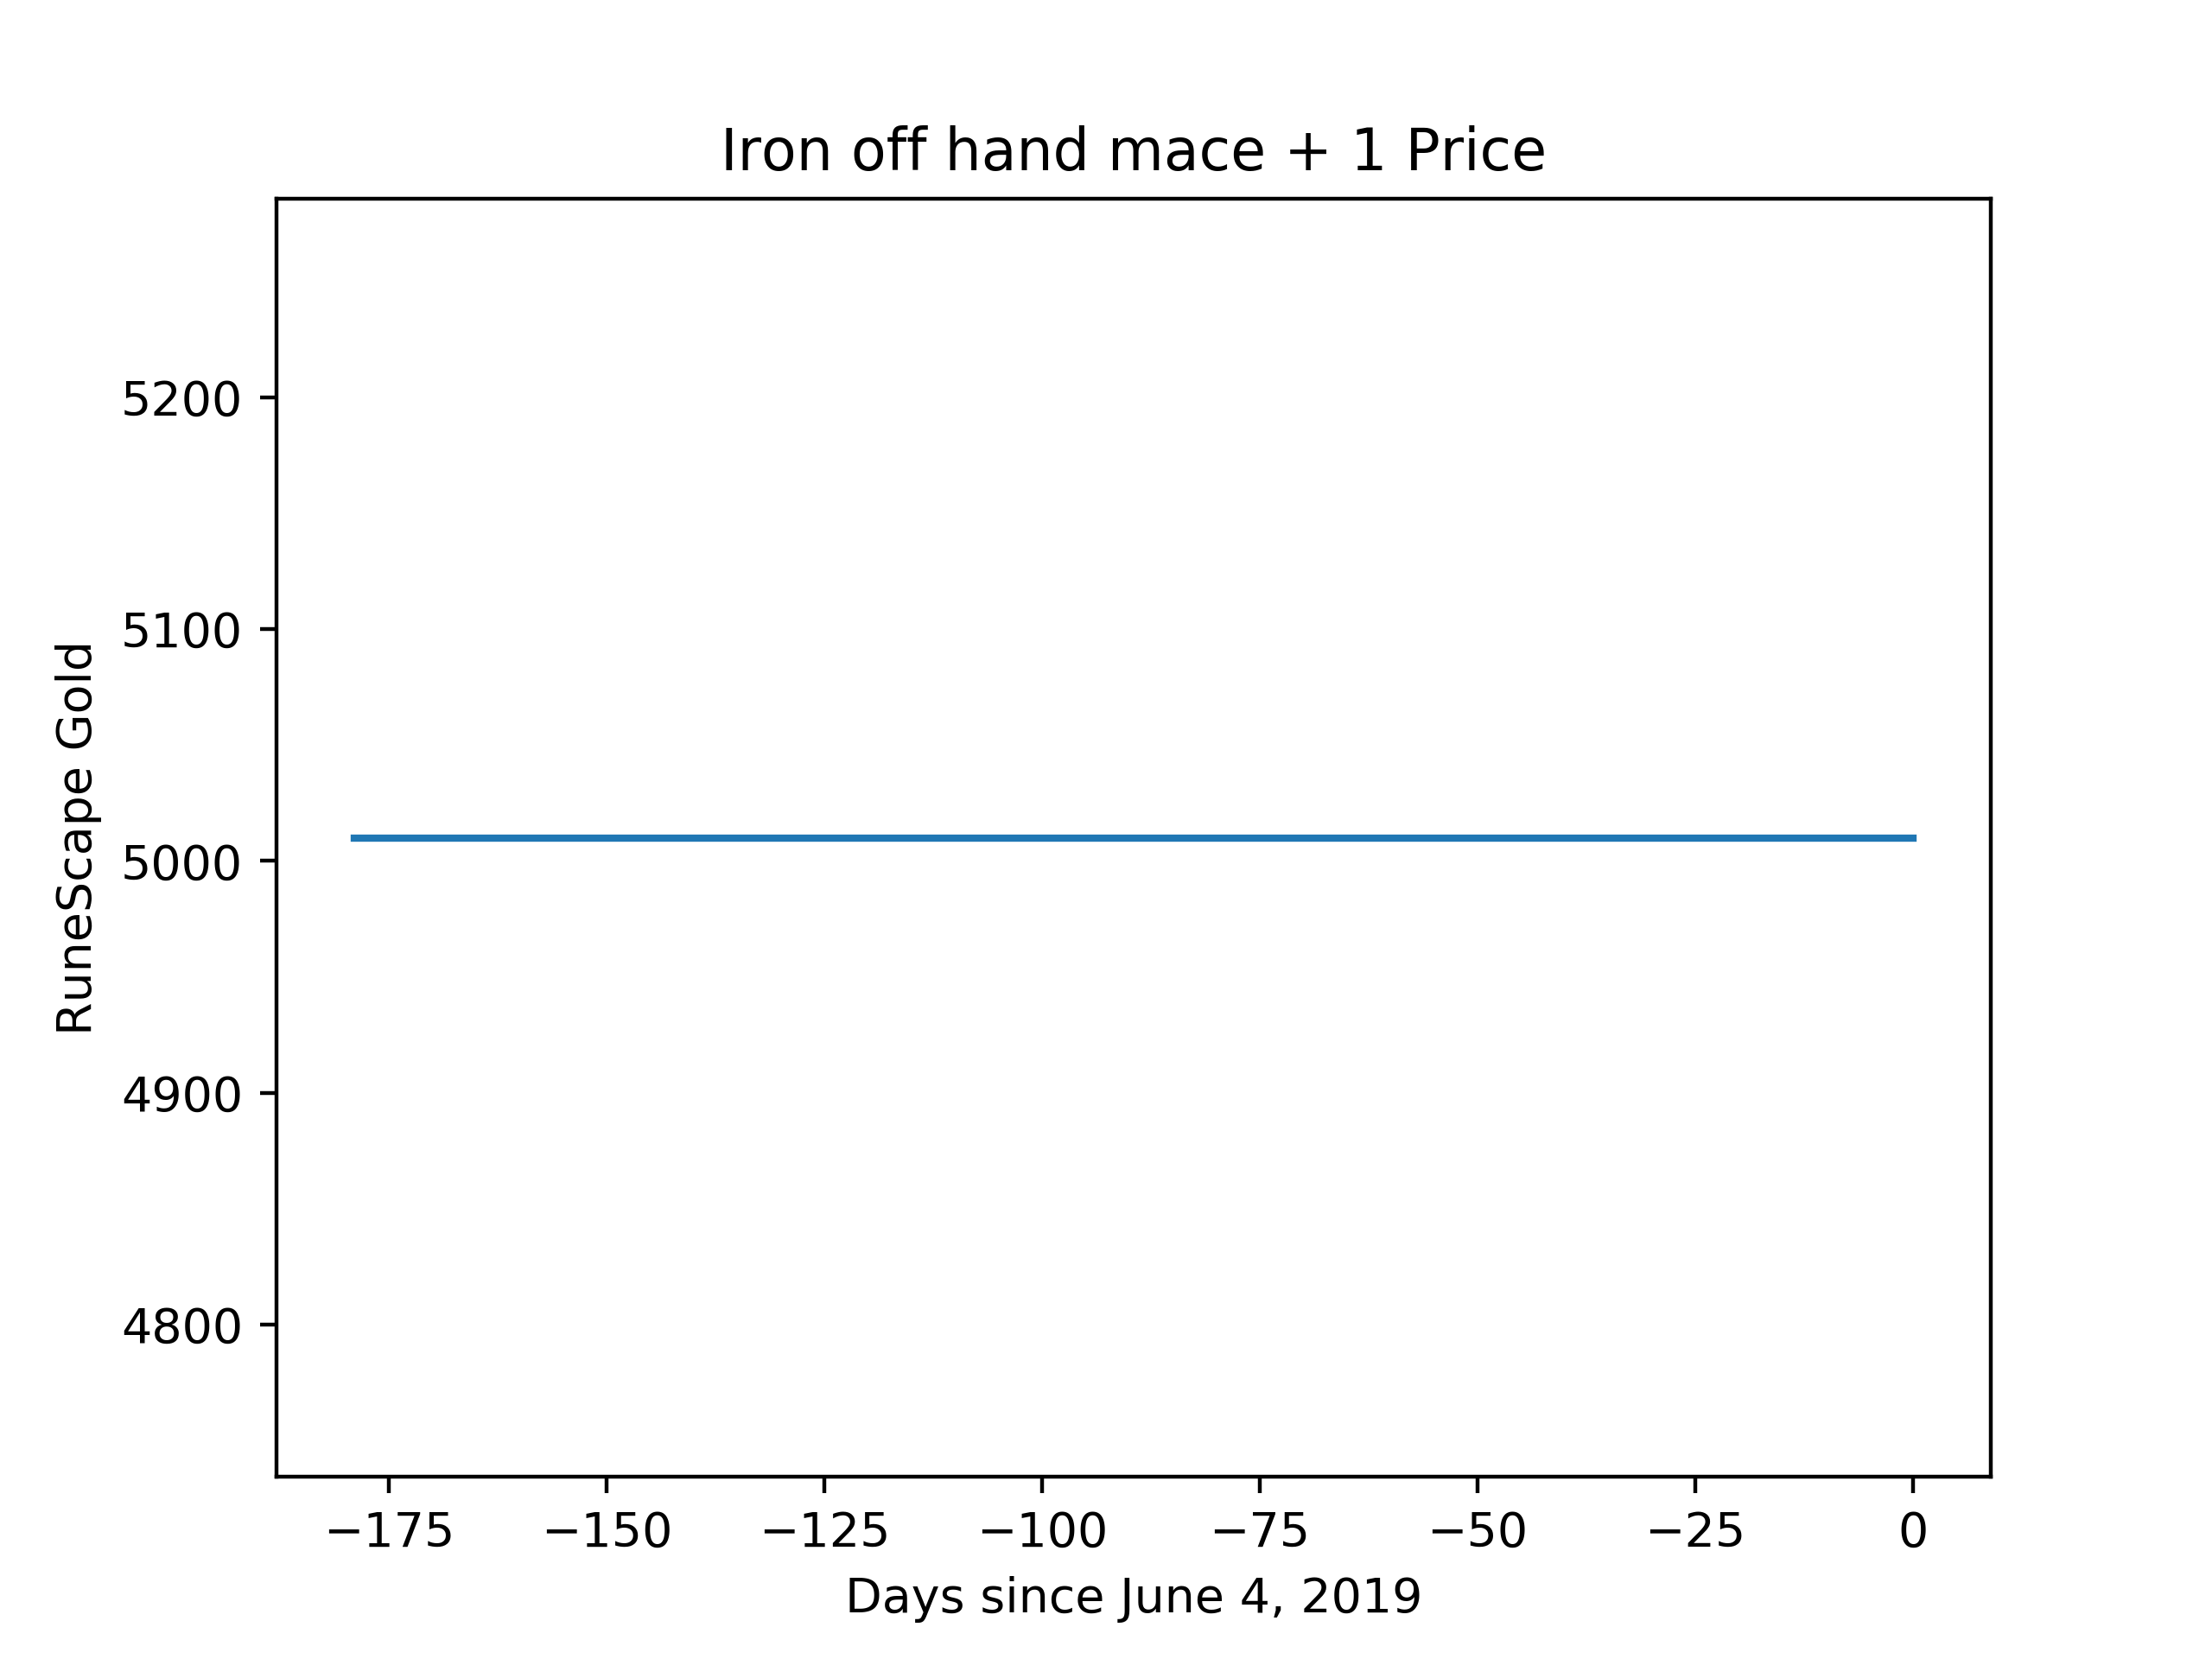 Iron off hand mace + 1 Price
RuneScape Gold
5200
5100
5000
4900
4800
−175 −150 −125 −100 −75 −50 −25 0
Days since June 4, 2019